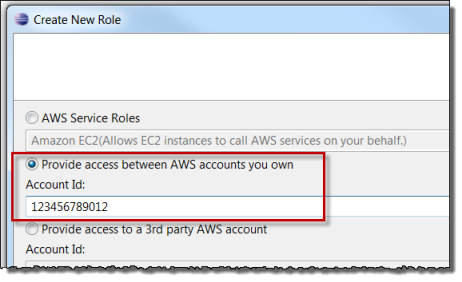 Create New Role
AWS Service Roles
Amazon EC2(Allows EC2 instances to call AWS services on your behalf.)
Provide access between AWS accounts you own
Account Id:
123456789012
Provide access to a 3rd party AWS account
Account Id: